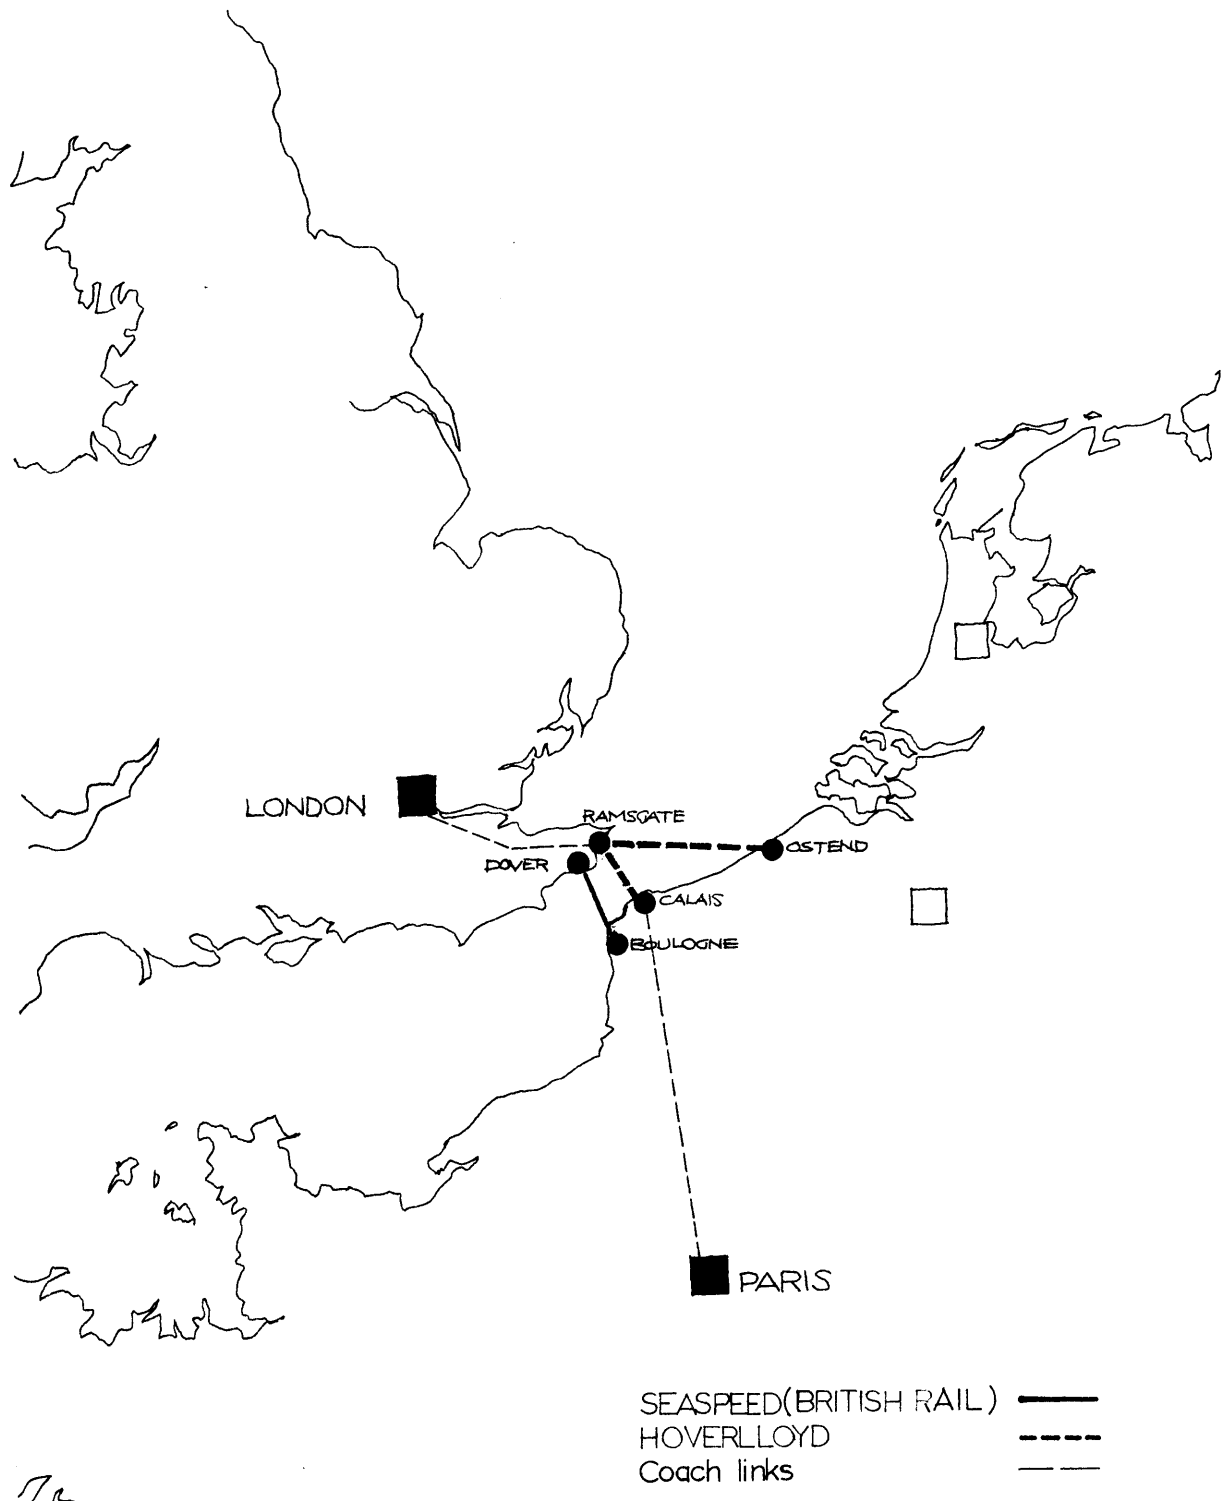 LONDON
RAMSGATE
DOVER
OSTEND
CALAIS
BOULOGNE
PARIS
SEASPEED(BRITISH RAIL)
HOVERLLOYD
Coach links